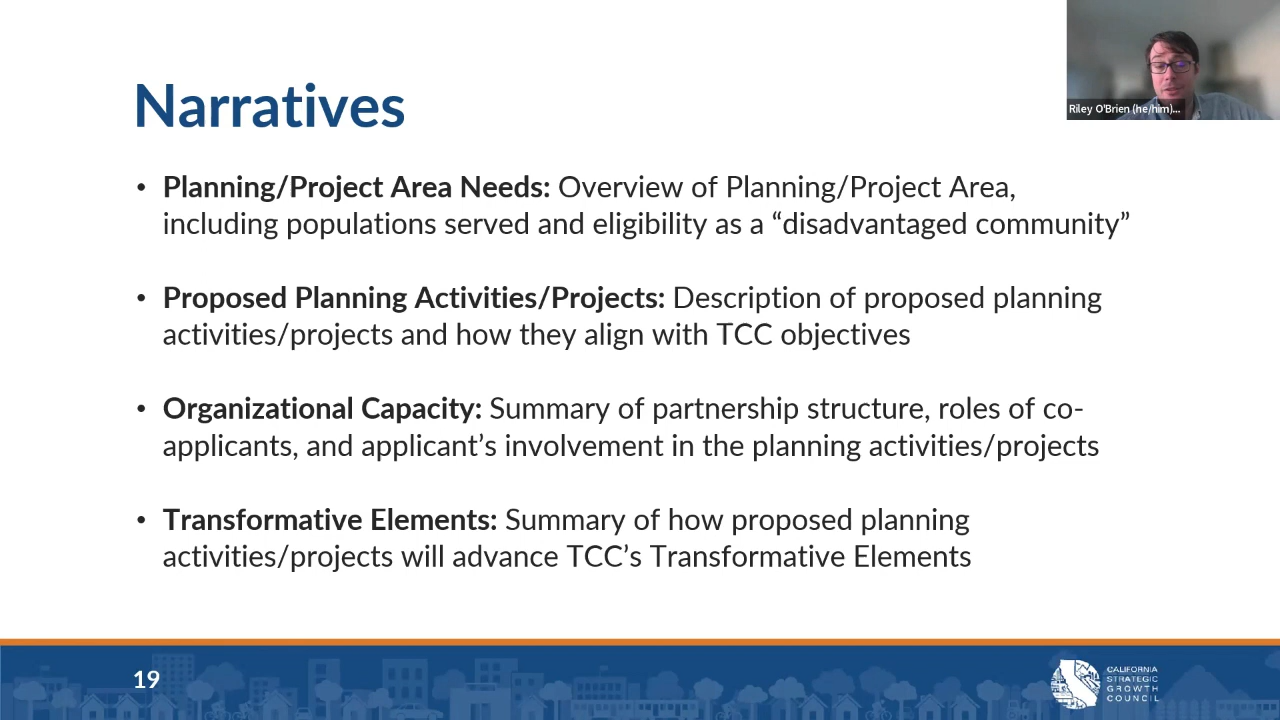 Narratives
Riley O'Brien (he/him)...
• Planning/Project Area Needs: Overview of Planning/Project Area,
including populations served and eligibility as a “disadvantaged community”
• Proposed Planning Activities/Projects: Description of proposed planning
activities/projects and how they align with TCC objectives
• Organizational Capacity: Summary of partnership structure, roles of co-
applicants, and applicant’s involvement in the planning activities/projects
• Transformative Elements: Summary of how proposed planning
activities/projects will advance TCC’s Transformative Elements
19
CALIFORNIA
STRATEGIC
GROWTH
COUNCIL